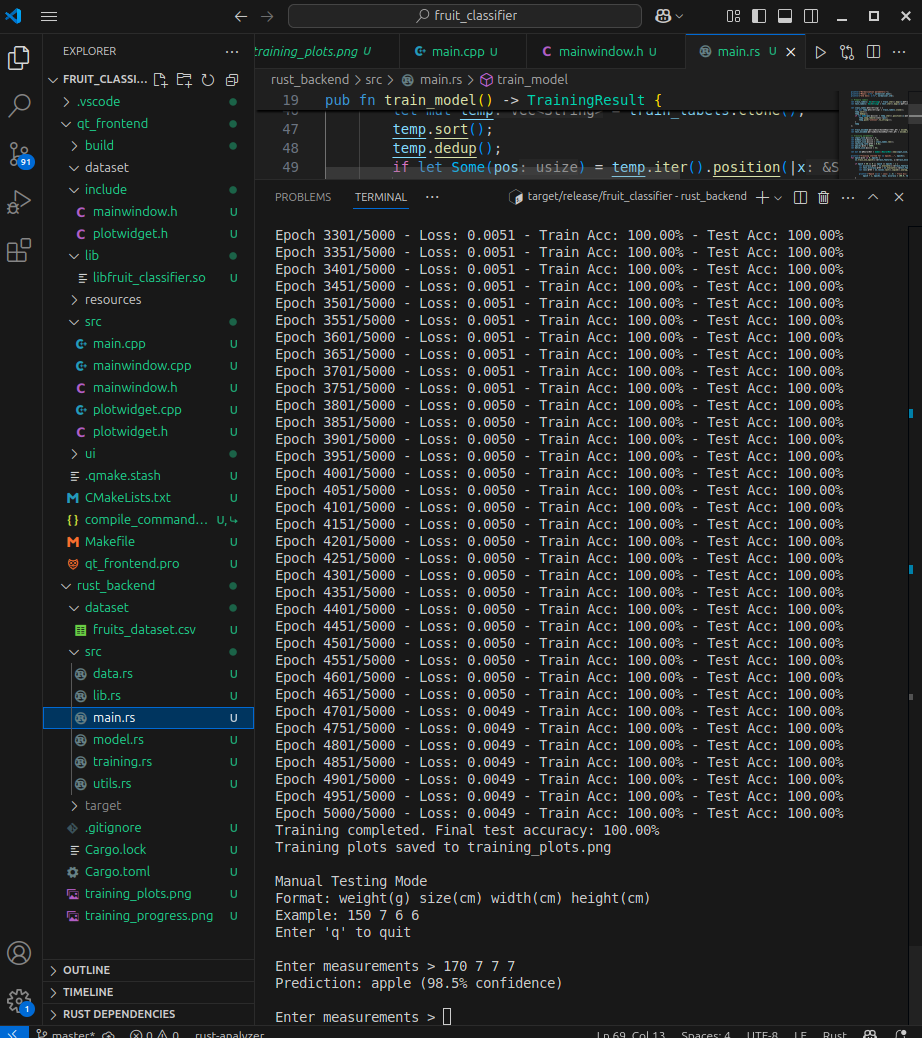 fruit_classifier
EXPLORER
FRUIT_CLASSI...
.vscode
qt_frontend
build
dataset
include
mainwindow.h U
plotwidget.h U
lib
libfruit_classifier.so U
resources
src
main.cpp U
mainwindow.cpp U
mainwindow.h U
plotwidget.cpp U
plotwidget.h U
ui
.qmake.stash U
CMakeLists.txt U
compile_command... U,
Makefile U
qt_frontend.pro U
rust_backend
dataset
fruits_dataset.csv U
src
data.rs U
lib.rs U
main.rs U
model.rs U
training.rs U
utils.rs U
target
.gitignore U
Cargo.lock U
Cargo.toml U
training_plots.png U
training_progress.png U
OUTLINE
TIMELINE
RUST DEPENDENCIES
91
1
training_plots.png U
main.cpp U
mainwindow.h U
main.rs U
rust_backend > src > main.rs > train_model
19 pub fn train_model() -> TrainingResult {
46 let mut temp: Vec<String> = train_labels.clone();
47 temp.sort();
48 temp.dedup();
49 if let Some(pos: usize) = temp.iter().position(|x: &S
PROBLEMS TERMINAL ...
target/release/fruit_classifier - rust_backend
Epoch 3301/5000 - Loss: 0.0051 - Train Acc: 100.00% - Test Acc: 100.00%
Epoch 3351/5000 - Loss: 0.0051 - Train Acc: 100.00% - Test Acc: 100.00%
Epoch 3401/5000 - Loss: 0.0051 - Train Acc: 100.00% - Test Acc: 100.00%
Epoch 3451/5000 - Loss: 0.0051 - Train Acc: 100.00% - Test Acc: 100.00%
Epoch 3501/5000 - Loss: 0.0051 - Train Acc: 100.00% - Test Acc: 100.00%
Epoch 3551/5000 - Loss: 0.0051 - Train Acc: 100.00% - Test Acc: 100.00%
Epoch 3601/5000 - Loss: 0.0051 - Train Acc: 100.00% - Test Acc: 100.00%
Epoch 3651/5000 - Loss: 0.0051 - Train Acc: 100.00% - Test Acc: 100.00%
Epoch 3701/5000 - Loss: 0.0051 - Train Acc: 100.00% - Test Acc: 100.00%
Epoch 3751/5000 - Loss: 0.0051 - Train Acc: 100.00% - Test Acc: 100.00%
Epoch 3801/5000 - Loss: 0.0050 - Train Acc: 100.00% - Test Acc: 100.00%
Epoch 3851/5000 - Loss: 0.0050 - Train Acc: 100.00% - Test Acc: 100.00%
Epoch 3901/5000 - Loss: 0.0050 - Train Acc: 100.00% - Test Acc: 100.00%
Epoch 3951/5000 - Loss: 0.0050 - Train Acc: 100.00% - Test Acc: 100.00%
Epoch 4001/5000 - Loss: 0.0050 - Train Acc: 100.00% - Test Acc: 100.00%
Epoch 4051/5000 - Loss: 0.0050 - Train Acc: 100.00% - Test Acc: 100.00%
Epoch 4101/5000 - Loss: 0.0050 - Train Acc: 100.00% - Test Acc: 100.00%
Epoch 4151/5000 - Loss: 0.0050 - Train Acc: 100.00% - Test Acc: 100.00%
Epoch 4201/5000 - Loss: 0.0050 - Train Acc: 100.00% - Test Acc: 100.00%
Epoch 4251/5000 - Loss: 0.0050 - Train Acc: 100.00% - Test Acc: 100.00%
Epoch 4301/5000 - Loss: 0.0050 - Train Acc: 100.00% - Test Acc: 100.00%
Epoch 4351/5000 - Loss: 0.0050 - Train Acc: 100.00% - Test Acc: 100.00%
Epoch 4401/5000 - Loss: 0.0050 - Train Acc: 100.00% - Test Acc: 100.00%
Epoch 4451/5000 - Loss: 0.0050 - Train Acc: 100.00% - Test Acc: 100.00%
Epoch 4501/5000 - Loss: 0.0050 - Train Acc: 100.00% - Test Acc: 100.00%
Epoch 4551/5000 - Loss: 0.0050 - Train Acc: 100.00% - Test Acc: 100.00%
Epoch 4601/5000 - Loss: 0.0050 - Train Acc: 100.00% - Test Acc: 100.00%
Epoch 4651/5000 - Loss: 0.0050 - Train Acc: 100.00% - Test Acc: 100.00%
Epoch 4701/5000 - Loss: 0.0049 - Train Acc: 100.00% - Test Acc: 100.00%
Epoch 4751/5000 - Loss: 0.0049 - Train Acc: 100.00% - Test Acc: 100.00%
Epoch 4801/5000 - Loss: 0.0049 - Train Acc: 100.00% - Test Acc: 100.00%
Epoch 4851/5000 - Loss: 0.0049 - Train Acc: 100.00% - Test Acc: 100.00%
Epoch 4901/5000 - Loss: 0.0049 - Train Acc: 100.00% - Test Acc: 100.00%
Epoch 4951/5000 - Loss: 0.0049 - Train Acc: 100.00% - Test Acc: 100.00%
Epoch 5000/5000 - Loss: 0.0049 - Train Acc: 100.00% - Test Acc: 100.00%
Training completed. Final test accuracy: 100.00%
Training plots saved to training_plots.png
Manual Testing Mode
Format: weight(g) size(cm) width(cm) height(cm)
Example: 150 7 6 6
Enter 'q' to quit
Enter measurements > 170 7 7 7
Prediction: apple (98.5% confidence)
Enter measurements >
master* 0 0 rust-analyzer Ln 69, Col 13 Spaces: 4 UTF-8 LF Rust